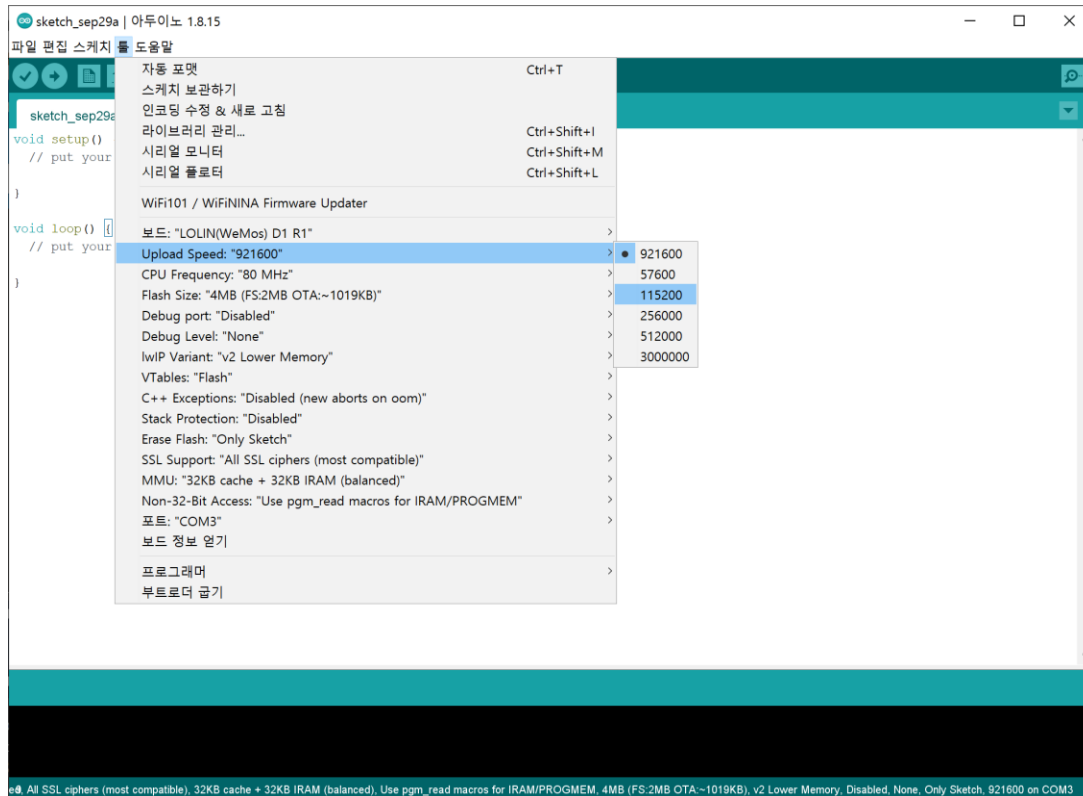 sketch_sep29a | 아두이노 1.8.15
파일 편집 스케치 툴 도움말
sketch_sep29a
void setup()
// put your
}
void loop() {
// put your
}
자동 포맷 Ctrl+T
스케치 보관하기
인코딩 수정 & 새로 고침
라이브러리 관리... Ctrl+Shift+I
시리얼 모니터 Ctrl+Shift+M
시리얼 플로터 Ctrl+Shift+L
WiFi101 / WiFiNINA Firmware Updater
보드: "LOLIN(WeMos) D1 R1"
Upload Speed: "921600"
CPU Frequency: "80 MHz"
Flash Size: "4MB (FS:2MB OTA:~1019KB)"
Debug port: "Disabled"
Debug Level: "None"
lwIP Variant: "v2 Lower Memory"
VTables: "Flash"
C++ Exceptions: "Disabled (new aborts on oom)"
Stack Protection: "Disabled"
Erase Flash: "Only Sketch"
SSL Support: "All SSL ciphers (most compatible)"
MMU: "32KB cache + 32KB IRAM (balanced)"
Non-32-Bit Access: "Use pgm_read macros for IRAM/PROGMEM"
포트: "COM3"
보드 정보 얻기
프로그래머
부트로더 굽기
921600
57600
115200
256000
512000
3000000
All SSL ciphers (most compatible), 32KB cache + 32KB IRAM (balanced), Use pgm_read macros for IRAM/PROGMEM, 4MB (FS:2MB OTA:~1019KB), v2 Lower Memory, Disabled, None, Only Sketch, 921600 on COM3